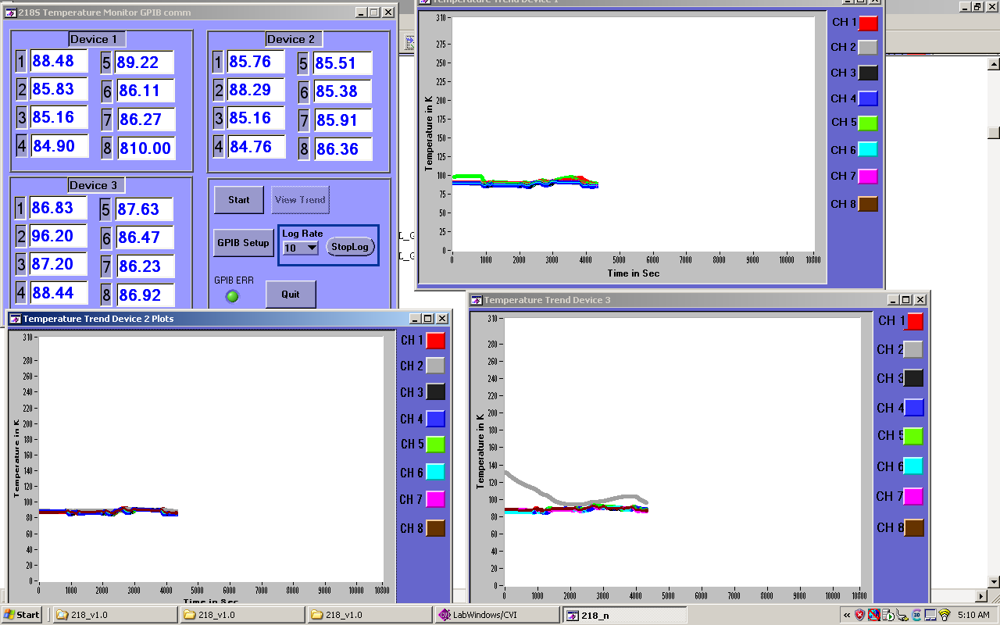 218S Temperature Monitor GPIB comm
Device 1
1 88.48 5 89.22
2 85.83 6 86.11
3 85.16 7 86.27
4 84.90 8 810.00
Device 2
1 85.76 5 85.51
2 88.29 6 85.38
3 85.16 7 85.91
4 84.76 8 86.36
Device 3
1 86.83 5 87.63
2 96.20 6 86.47
3 87.20 7 86.23
4 88.44 8 86.92
Start View Trend
GPIB Setup
Log Rate
10 StopLog
GPIB ERR
Quit
L_G
L_G
Temperature Trend Device 1
Temperature in K
310
275
250
225
200
175
150
125
100
75
50
25
0
0 1000 2000 3000 4000 5000 6000 7000 8000 9000 10800
Time in Sec
CH 1
CH 2
CH 3
CH 4
CH 5
CH 6
CH 7
CH 8
Temperature Trend Device 2 Plots
Temperature in K
310
280
260
240
220
200
180
160
140
120
100
80
60
40
20
0
0 1000 2000 3000 4000 5000 6000 7000 8000 9000 10800
Time in Sec
CH 1
CH 2
CH 3
CH 4
CH 5
CH 6
CH 7
CH 8
Temperature Trend Device 3
Temperature in K
310
280
260
240
220
200
180
160
140
120
100
80
60
40
20
0
0 1000 2000 3000 4000 5000 6000 7000 8000 9000 10800
CH 1
CH 2
CH 3
CH 4
CH 5
CH 6
CH 7
CH 8
Start 218_v1.0 218_v1.0 218_v1.0 LabWindows/CVI 218_n 5:10 AM